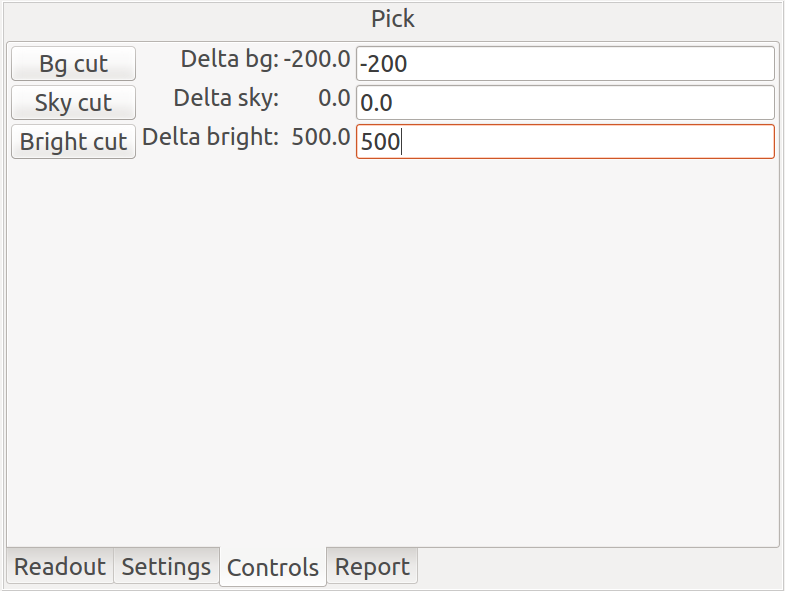 Pick
Bg cut Delta bg: -200.0 -200
Sky cut Delta sky: 0.0 0.0
Bright cut Delta bright: 500.0 500
Readout Settings Controls Report